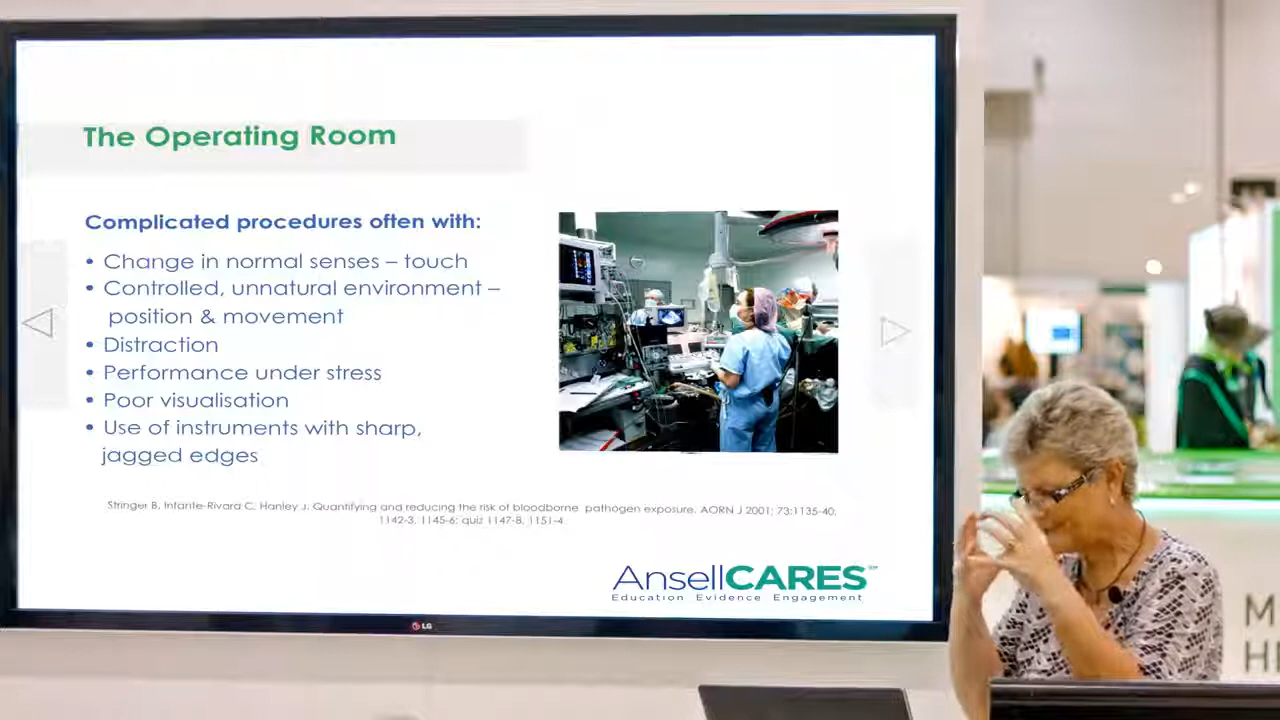 The Operating Room
Complicated procedures often with:
• Change in normal senses – touch
• Controlled, unnatural environment –
position & movement
• Distraction
• Performance under stress
• Poor visualisation
• Use of instruments with sharp,
jagged edges
Stringer B, Infante-Rivara C, Hanley J. Quantifying and reducing the risk of bloodborne pathogen exposure. AORN J 2001; 73:1135-40,
1142-3, 1145-6; quiz 1147-8, 1151-4
AnsellCARES℠
Education Evidence Engagement
LG
M
HE